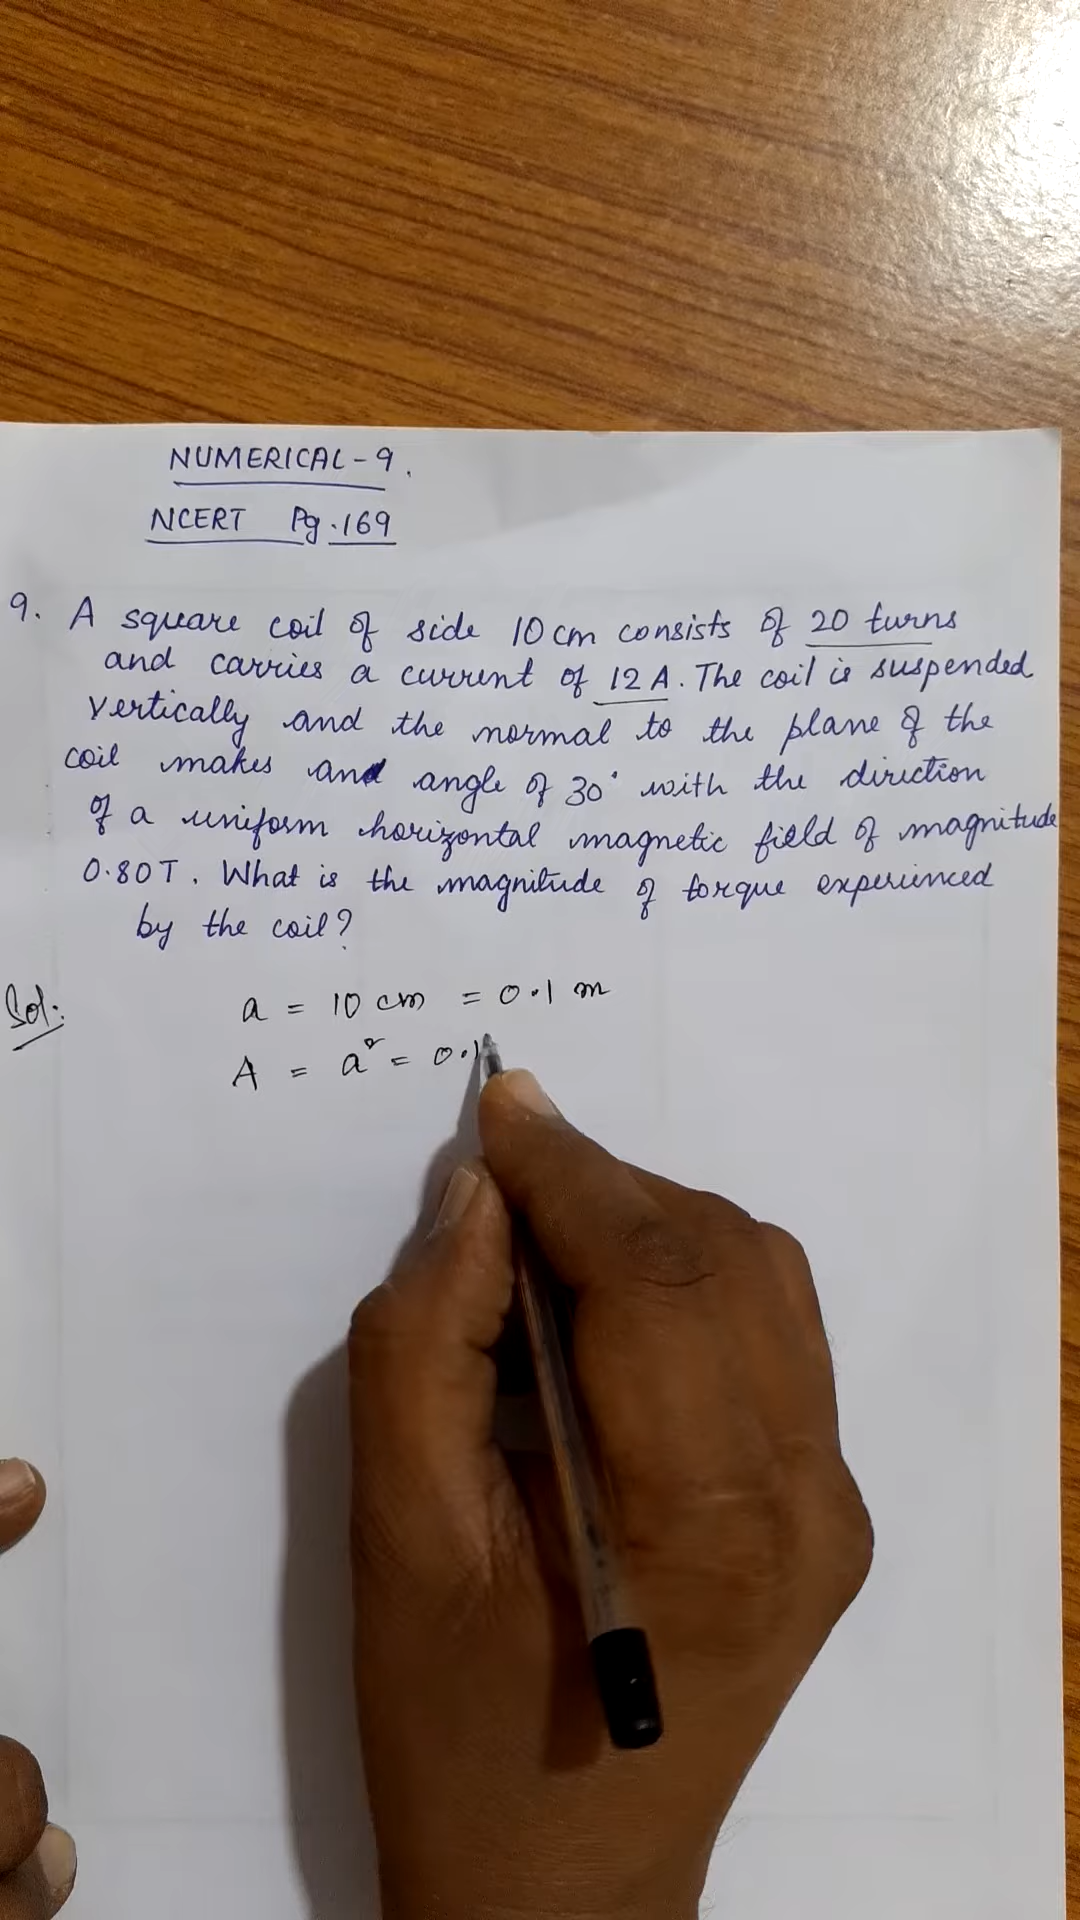 NUMERICAL-9.
NCERT Pg.169
9. A square coil of side 10 cm consists of 20 turns
and carries a current of 12 A. The coil is suspended
vertically and the normal to the plane of the
coil makes and angle of 30° with the direction
of a uniform horizontal magnetic field of magnitude
0.80T. What is the magnitude of torque experienced
by the coil?
Sol:
a = 10 cm = 0.1 m
A = a² = 0.1